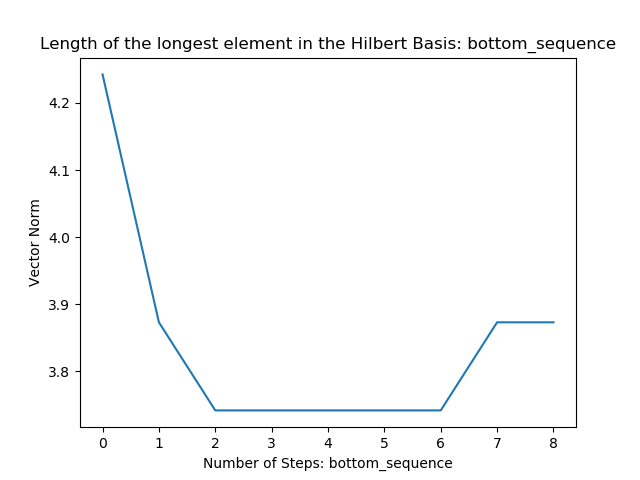 Length of the longest element in the Hilbert Basis: bottom_sequence
Vector Norm
4.2
4.1
4.0
3.9
3.8
0 1 2 3 4 5 6 7 8
Number of Steps: bottom_sequence